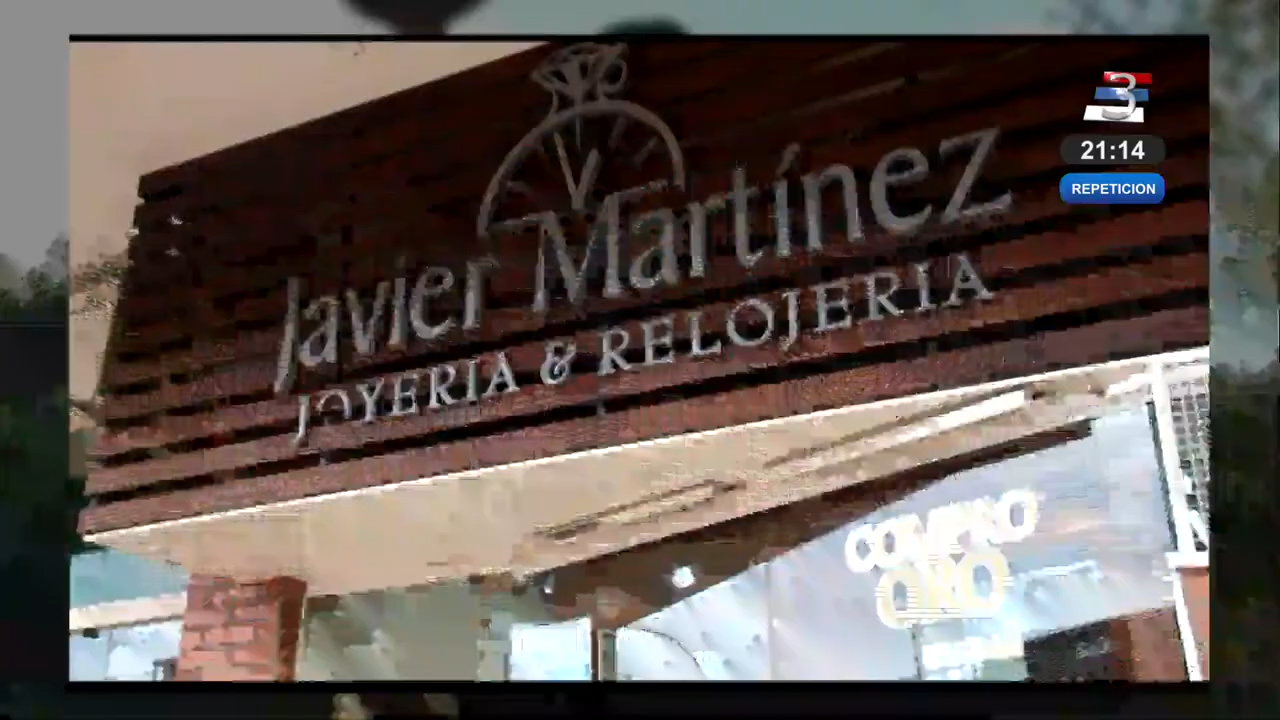 3
21:14
REPETICION
Javier Martínez
JOYERIA & RELOJERIA
COMPRO
ORO